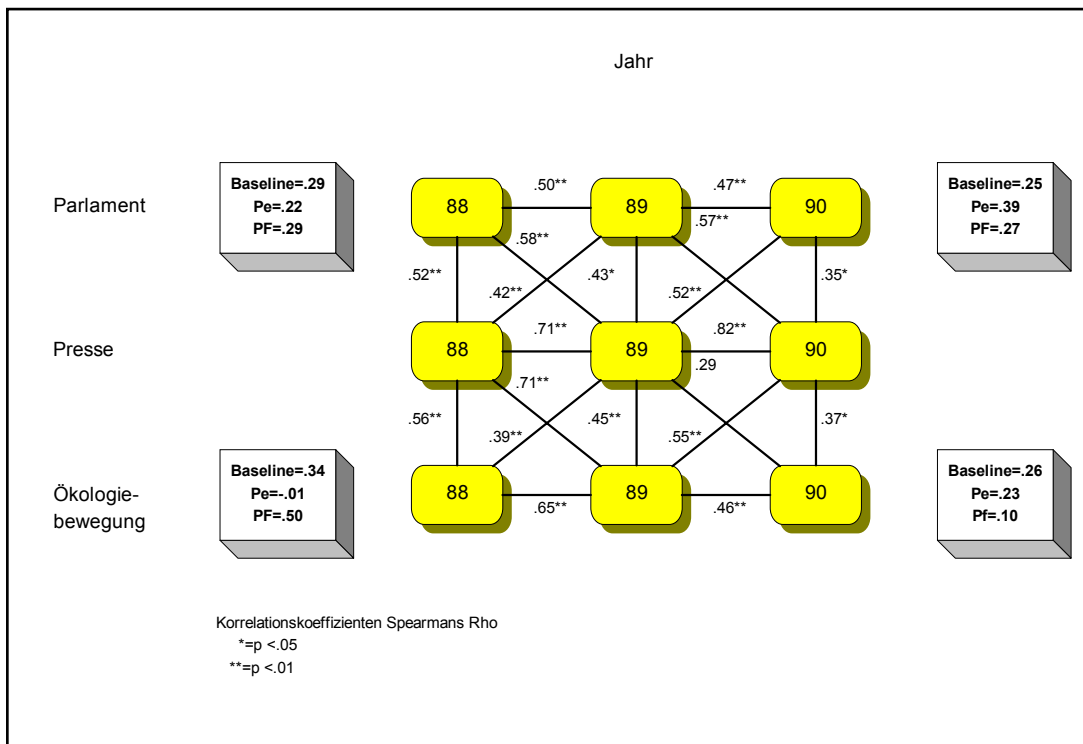 Jahr
Parlament
Baseline=.29
Pe=.22
PF=.29
88
.50**
89
.47**
90
Baseline=.25
Pe=.39
PF=.27
.58**
.57**
.52**
.42**
.43*
.52**
.35*
Presse
88
.71**
89
.82**
90
.29
.71**
.56**
.39**
.45**
.55**
.37*
Ökologie-
bewegung
Baseline=.34
Pe=-.01
PF=.50
88
.65**
89
.46**
90
Baseline=.26
Pe=.23
Pf=.10
Korrelationskoeffizienten Spearmans Rho
*=p <.05
**=p <.01